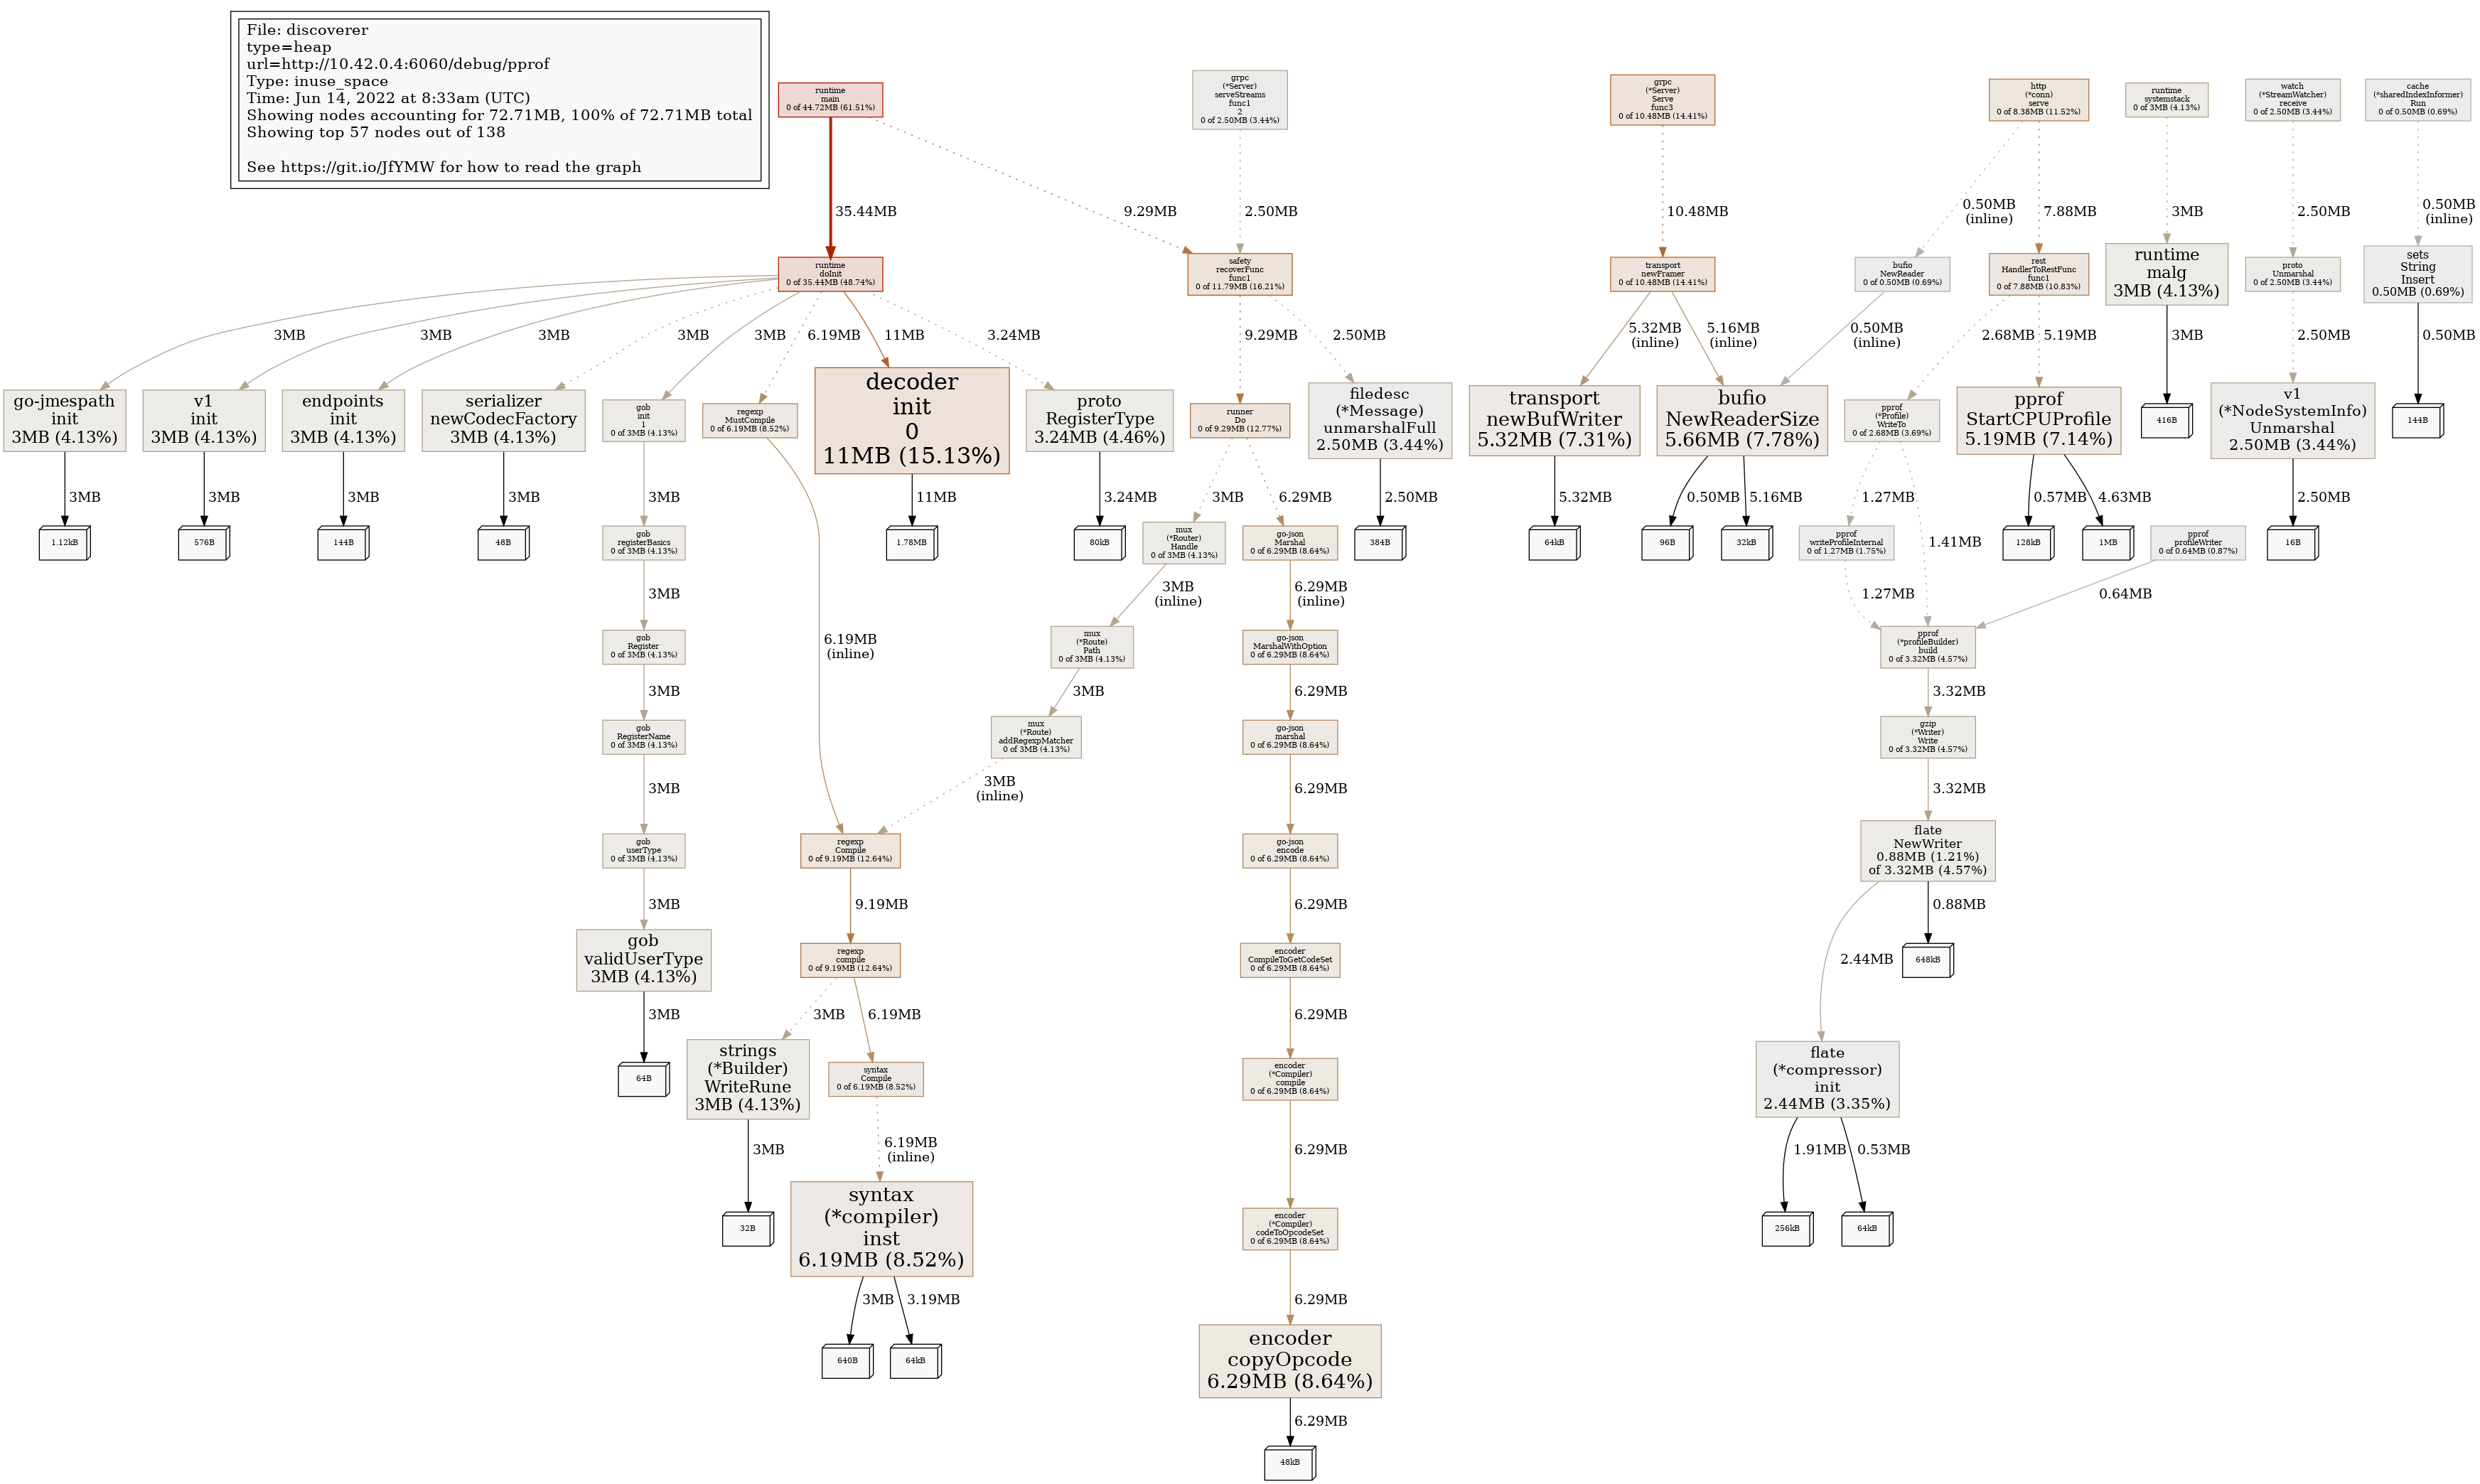 File: discoverer
type=heap
url=http://10.42.0.4:6060/debug/pprof
Type: inuse_space
Time: Jun 14, 2022 at 8:33am (UTC)
Showing nodes accounting for 72.71MB, 100% of 72.71MB total
Showing top 57 nodes out of 138
See https://git.io/JfYMW for how to read the graph
runtime
main
0 of 44.72MB (61.51%)
grpc
(*Server)
serveStreams
func1
2
0 of 2.50MB (3.44%)
grpc
(*Server)
Serve
func3
0 of 10.48MB (14.41%)
http
(*conn)
serve
0 of 8.38MB (11.52%)
runtime
systemstack
0 of 3MB (4.13%)
watch
(*StreamWatcher)
receive
0 of 2.50MB (3.44%)
cache
(*sharedIndexInformer)
Run
0 of 0.50MB (0.69%)
35.44MB
9.29MB
2.50MB
10.48MB
0.50MB
(inline)
7.88MB
3MB
2.50MB
0.50MB
(inline)
runtime
doInit
0 of 35.44MB (48.74%)
safety
recoverFunc
func1
0 of 11.79MB (16.21%)
transport
newFramer
0 of 10.48MB (14.41%)
bufio
NewReader
0 of 0.50MB (0.69%)
rest
HandlerToRestFunc
func1
0 of 7.88MB (10.83%)
runtime
malg
3MB (4.13%)
proto
Unmarshal
0 of 2.50MB (3.44%)
sets
String
Insert
0.50MB (0.69%)
3MB
3MB
3MB
3MB
3MB
6.19MB
11MB
3.24MB
9.29MB
2.50MB
5.32MB
(inline)
5.16MB
(inline)
0.50MB
(inline)
2.68MB
5.19MB
3MB
2.50MB
0.50MB
go-jmespath
init
3MB (4.13%)
v1
init
3MB (4.13%)
endpoints
init
3MB (4.13%)
serializer
newCodecFactory
3MB (4.13%)
gob
init
1
0 of 3MB (4.13%)
regexp
MustCompile
0 of 6.19MB (8.52%)
decoder
init
0
11MB (15.13%)
proto
RegisterType
3.24MB (4.46%)
runner
Do
0 of 9.29MB (12.77%)
filedesc
(*Message)
unmarshalFull
2.50MB (3.44%)
transport
newBufWriter
5.32MB (7.31%)
bufio
NewReaderSize
5.66MB (7.78%)
pprof
(*Profile)
WriteTo
0 of 2.68MB (3.69%)
pprof
StartCPUProfile
5.19MB (7.14%)
416B
v1
(*NodeSystemInfo)
Unmarshal
2.50MB (3.44%)
144B
3MB
3MB
3MB
3MB
3MB
11MB
3.24MB
3MB
6.29MB
2.50MB
5.32MB
0.50MB
5.16MB
1.27MB
1.41MB
0.57MB
4.63MB
2.50MB
1.12kB
576B
144B
48B
gob
registerBasics
0 of 3MB (4.13%)
1.78MB
80kB
mux
(*Router)
Handle
0 of 3MB (4.13%)
go-json
Marshal
0 of 6.29MB (8.64%)
384B
64kB
96B
32kB
pprof
writeProfileInternal
0 of 1.27MB (1.75%)
128kB
1MB
pprof
profileWriter
0 of 0.64MB (0.87%)
16B
3MB
6.19MB
(inline)
3MB
(inline)
6.29MB
(inline)
1.27MB
0.64MB
gob
Register
0 of 3MB (4.13%)
mux
(*Route)
Path
0 of 3MB (4.13%)
go-json
MarshalWithOption
0 of 6.29MB (8.64%)
pprof
(*profileBuilder)
build
0 of 3.32MB (4.57%)
3MB
3MB
6.29MB
3.32MB
gob
RegisterName
0 of 3MB (4.13%)
mux
(*Route)
addRegexpMatcher
0 of 3MB (4.13%)
go-json
marshal
0 of 6.29MB (8.64%)
gzip
(*Writer)
Write
0 of 3.32MB (4.57%)
3MB
3MB
(inline)
6.29MB
3.32MB
gob
userType
0 of 3MB (4.13%)
regexp
Compile
0 of 9.19MB (12.64%)
go-json
encode
0 of 6.29MB (8.64%)
flate
NewWriter
0.88MB (1.21%)
of 3.32MB (4.57%)
3MB
9.19MB
6.29MB
2.44MB
0.88MB
gob
validUserType
3MB (4.13%)
regexp
compile
0 of 9.19MB (12.64%)
encoder
CompileToGetCodeSet
0 of 6.29MB (8.64%)
648kB
3MB
3MB
6.19MB
6.29MB
64B
strings
(*Builder)
WriteRune
3MB (4.13%)
syntax
Compile
0 of 6.19MB (8.52%)
encoder
(*Compiler)
compile
0 of 6.29MB (8.64%)
flate
(*compressor)
init
2.44MB (3.35%)
3MB
6.19MB
(inline)
6.29MB
1.91MB
0.53MB
32B
syntax
(*compiler)
inst
6.19MB (8.52%)
encoder
(*Compiler)
codeToOpcodeSet
0 of 6.29MB (8.64%)
256kB
64kB
3MB
3.19MB
6.29MB
640B
64kB
encoder
copyOpcode
6.29MB (8.64%)
6.29MB
48kB